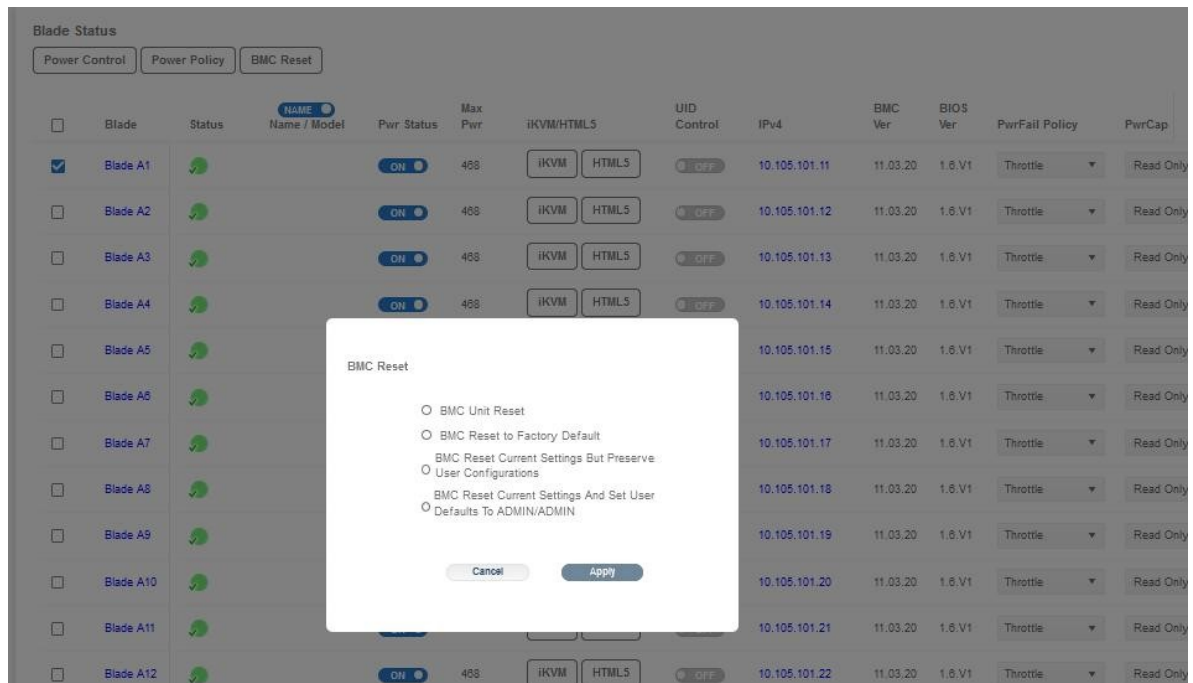 Blade Status
Power Control Power Policy BMC Reset
Blade Status NAME Name / Model Pwr Status Max Pwr iKVM/HTML5 UID Control IPv4 BMC Ver BIOS Ver PwrFail Policy PwrCap
Blade A1 ON 468 iKVM HTML5 OFF 10.105.101.11 11.03.20 1.6.V1 Throttle Read Only
Blade A2 ON 468 iKVM HTML5 OFF 10.105.101.12 11.03.20 1.6.V1 Throttle Read Only
Blade A3 ON 468 iKVM HTML5 OFF 10.105.101.13 11.03.20 1.6.V1 Throttle Read Only
Blade A4 ON 468 iKVM HTML5 OFF 10.105.101.14 11.03.20 1.6.V1 Throttle Read Only
Blade A5 10.105.101.15 11.03.20 1.6.V1 Throttle Read Only
Blade A6 10.105.101.16 11.03.20 1.6.V1 Throttle Read Only
Blade A7 10.105.101.17 11.03.20 1.6.V1 Throttle Read Only
Blade A8 10.105.101.18 11.03.20 1.6.V1 Throttle Read Only
Blade A9 10.105.101.19 11.03.20 1.6.V1 Throttle Read Only
Blade A10 10.105.101.20 11.03.20 1.6.V1 Throttle Read Only
Blade A11 10.105.101.21 11.03.20 1.6.V1 Throttle Read Only
Blade A12 ON 468 iKVM HTML5 OFF 10.105.101.22 11.03.20 1.6.V1 Throttle Read Only
BMC Reset
BMC Unit Reset
BMC Reset to Factory Default
BMC Reset Current Settings But Preserve
User Configurations
BMC Reset Current Settings And Set User
Defaults To ADMIN/ADMIN
Cancel Apply